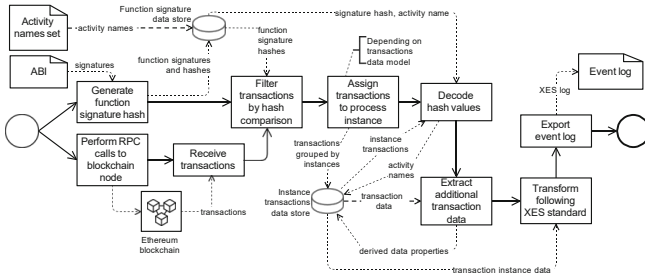 Activity
names set
activity names
Function signature
data store
signature hash, activity name
function
signature
hashes
Depending on
transactions
data model
ABI
signatures
function signatures
and hashes
Event log
XES log
Generate
function
signature hash
Filter
transactions
by hash
comparison
Assign
transactions
to process
instance
Decode
hash values
Export
event log
Perform RPC
calls to
blockchain
node
Receive
transactions
transactions
grouped by
instances
instance
transactions
activity
names
Ethereum
blockchain
transactions
Instance
transactions
data store
transaction
data
Extract
additional
transaction
data
Transform
following
XES standard
derived data properties
transaction instance data